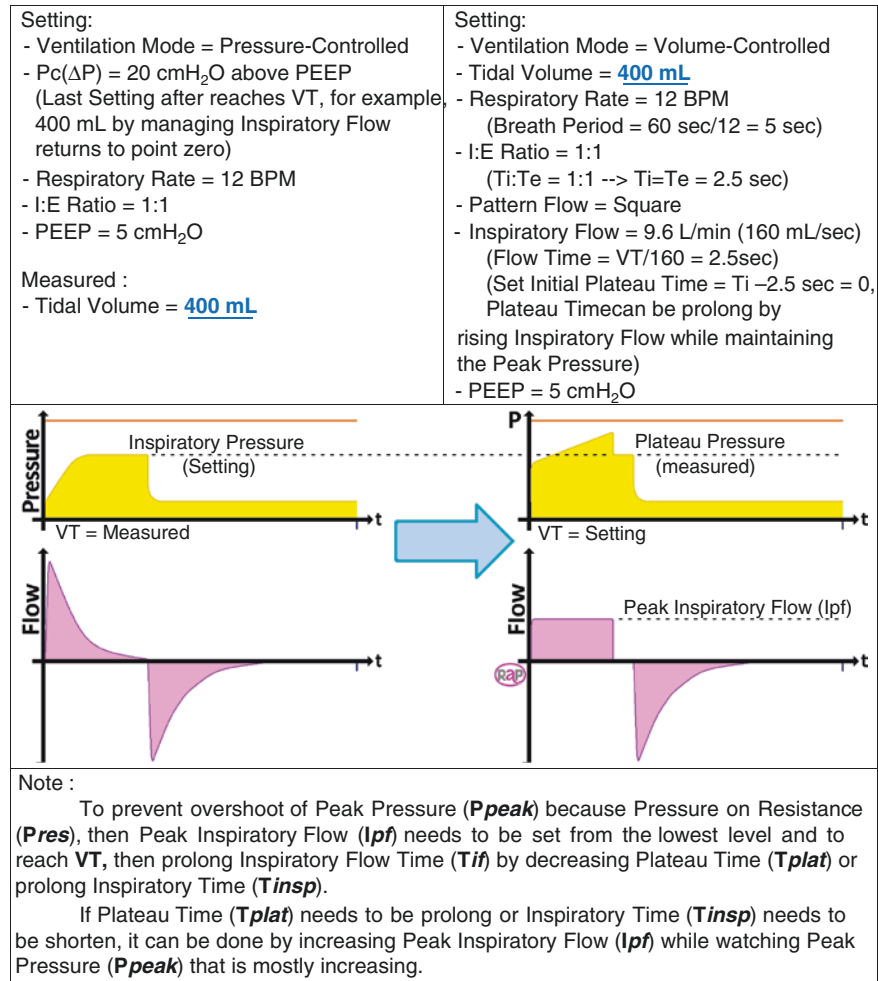 Setting:
- Ventilation Mode = Pressure-Controlled
- Pc(ΔP) = 20 cmH₂O above PEEP
(Last Setting after reaches VT, for example,
400 mL by managing Inspiratory Flow
returns to point zero)
- Respiratory Rate = 12 BPM
- I:E Ratio = 1:1
- PEEP = 5 cmH₂O
Measured :
- Tidal Volume = 400 mL
Setting:
- Ventilation Mode = Volume-Controlled
- Tidal Volume = 400 mL
- Respiratory Rate = 12 BPM
(Breath Period = 60 sec/12 = 5 sec)
- I:E Ratio = 1:1
(Ti:Te = 1:1 --> Ti=Te = 2.5 sec)
- Pattern Flow = Square
- Inspiratory Flow = 9.6 L/min (160 mL/sec)
(Flow Time = VT/160 = 2.5sec)
(Set Initial Plateau Time = Ti –2.5 sec = 0,
Plateau Timecan be prolong by
rising Inspiratory Flow while maintaining
the Peak Pressure)
- PEEP = 5 cmH₂O
Pressure
Inspiratory Pressure
(Setting)
t
VT = Measured
Flow
t
P
Plateau Pressure
(measured)
t
VT = Setting
Flow
Peak Inspiratory Flow (Ipf)
t
RaP
Note :
To prevent overshoot of Peak Pressure (Ppeak) because Pressure on Resistance
(Pres), then Peak Inspiratory Flow (Ipf) needs to be set from the lowest level and to
reach VT, then prolong Inspiratory Flow Time (Tif) by decreasing Plateau Time (Tplat) or
prolong Inspiratory Time (Tinsp).
If Plateau Time (Tplat) needs to be prolong or Inspiratory Time (Tinsp) needs to
be shorten, it can be done by increasing Peak Inspiratory Flow (Ipf) while watching Peak
Pressure (Ppeak) that is mostly increasing.